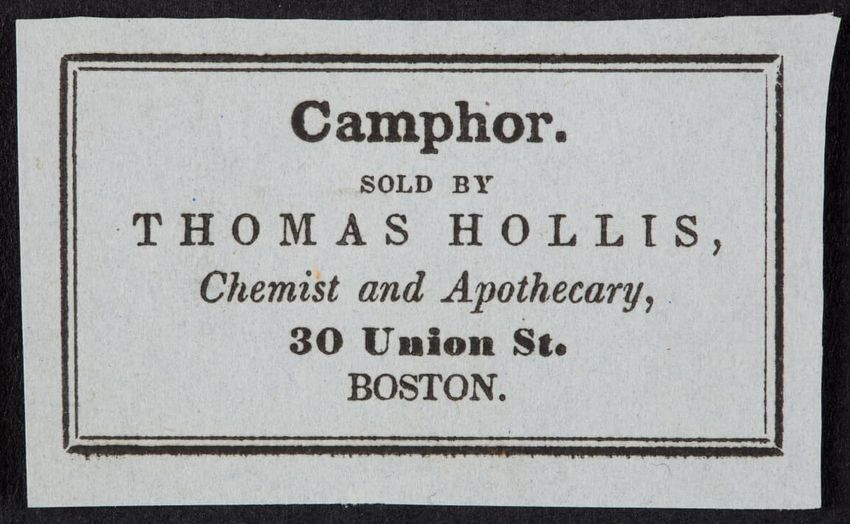 Camphor.
SOLD BY
THOMAS HOLLIS,
Chemist and Apothecary,
30 Union St.
BOSTON.